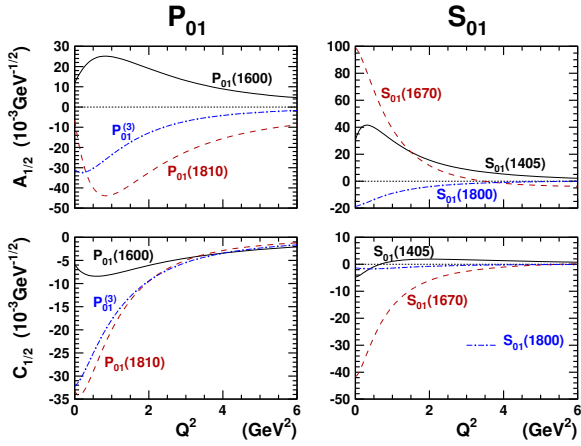 P01
S01
A1/2 (10-3GeV-1/2)
30
20
10
0
-10
-20
-30
-40
-50
P01(1600)
P01(3)
P01(1810)
100
80
60
40
20
0
-20
S01(1670)
S01(1405)
S01(1800)
C1/2 (10-3GeV-1/2)
0
-5
-10
-15
-20
-25
-30
-35
P01(1600)
P01(3)
P01(1810)
0 2 4 6
Q2 (GeV2)
10
0
-10
-20
-30
-40
-50
S01(1405)
S01(1670)
S01(1800)
0 2 4 6
Q2 (GeV2)